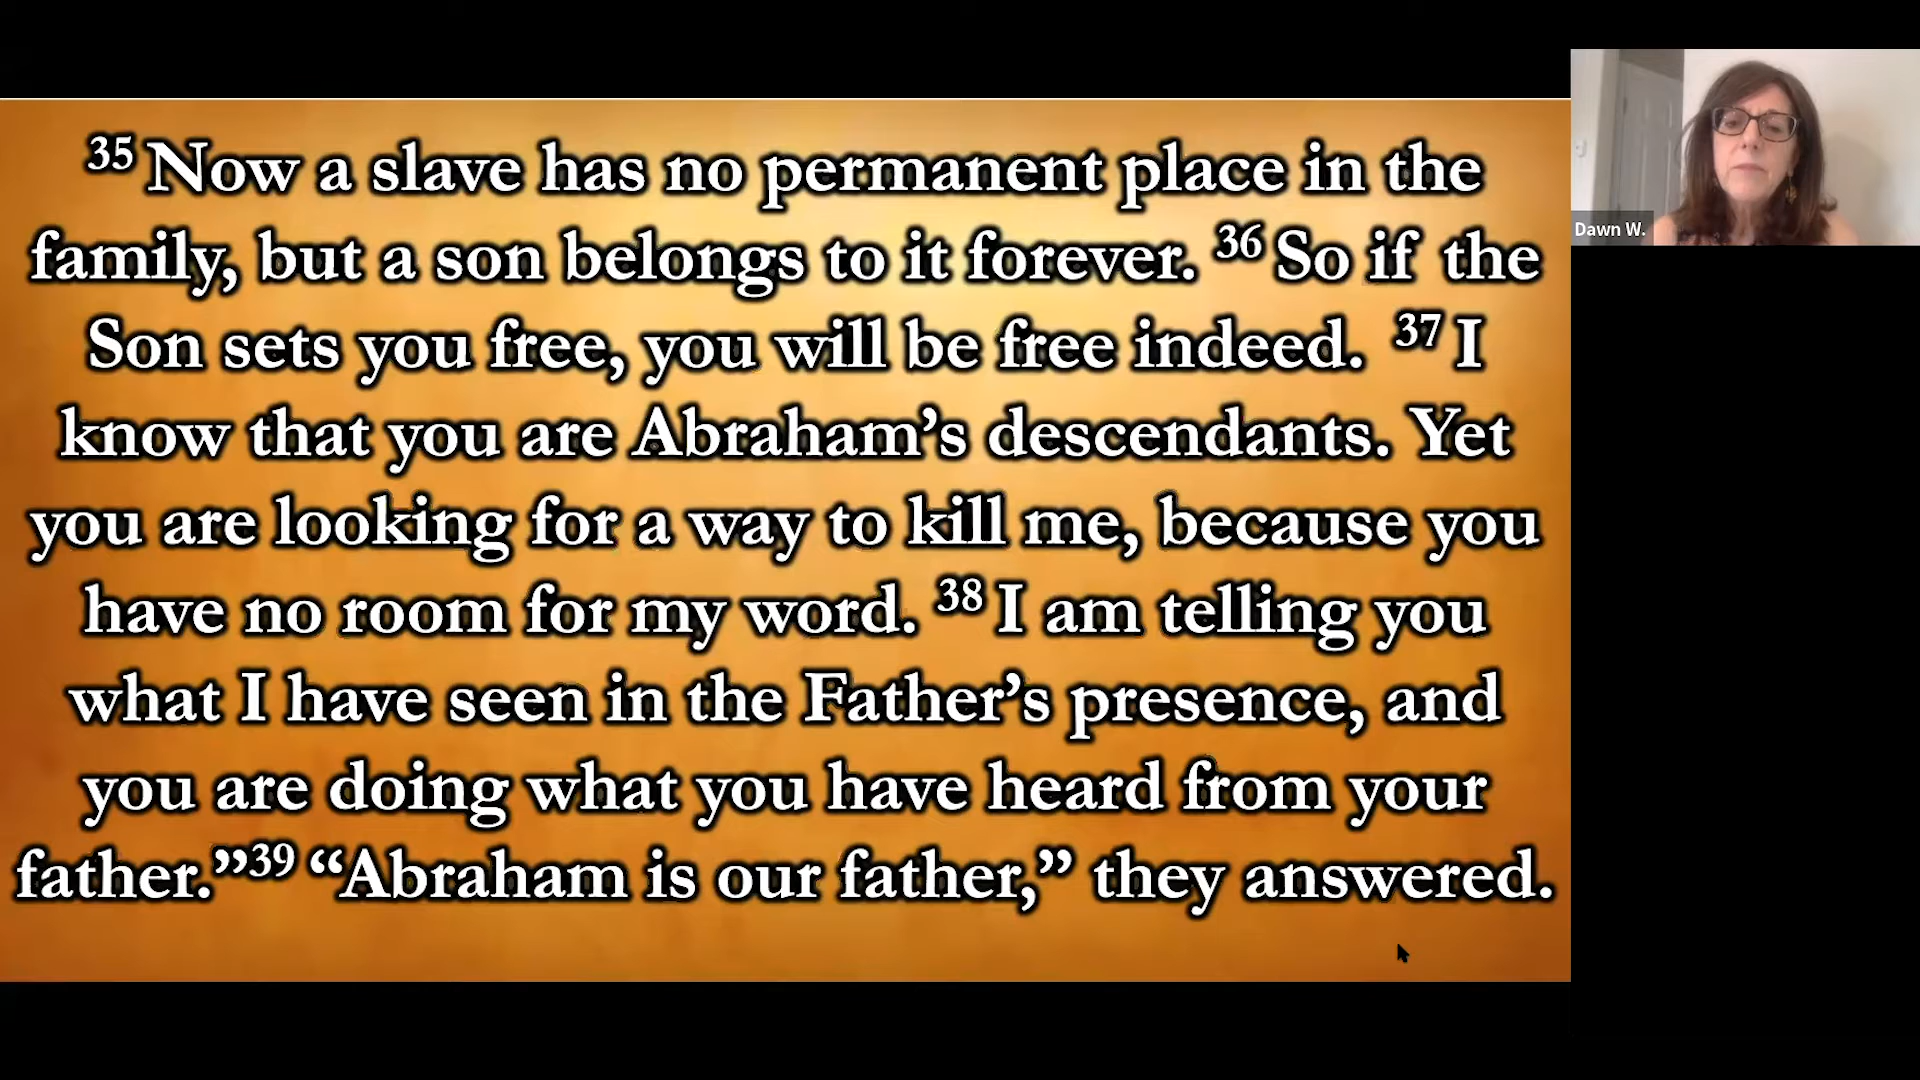 35 Now a slave has no permanent place in the
family, but a son belongs to it forever. 36 So if the
Son sets you free, you will be free indeed. 37 I
know that you are Abraham’s descendants. Yet
you are looking for a way to kill me, because you
have no room for my word. 38 I am telling you
what I have seen in the Father’s presence, and
you are doing what you have heard from your
father.”39 “Abraham is our father,” they answered.
Dawn W.